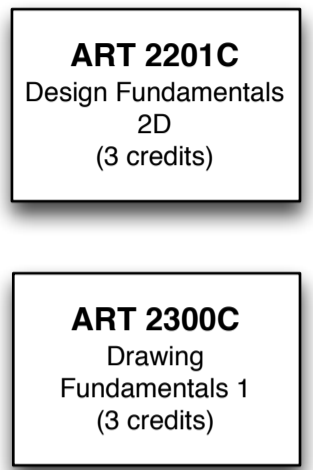 ART 2201C
Design Fundamentals
2D
(3 credits)
ART 2300C
Drawing
Fundamentals 1
(3 credits)